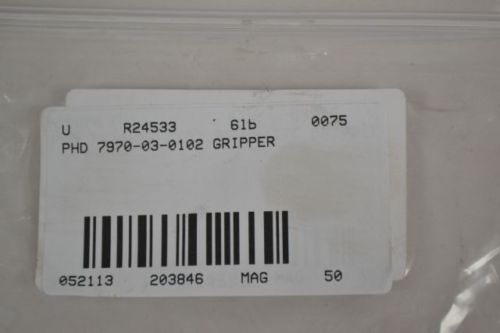 U R24533 61b 0075
PHD 7970-03-0102 GRIPPER
052113 203846 MAG 50